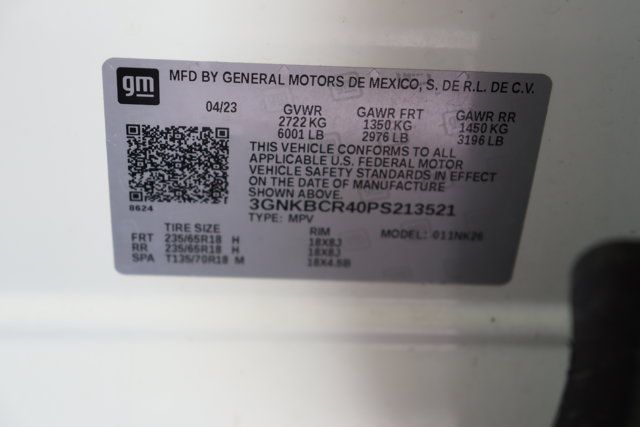 gm MFD BY GENERAL MOTORS DE MEXICO, S. DE R.L. DE C.V.
04/23 GVWR GAWR FRT GAWR RR
2722 KG 1350 KG 1450 KG
6001 LB 2976 LB 3196 LB
THIS VEHICLE CONFORMS TO ALL
APPLICABLE U.S. FEDERAL MOTOR
VEHICLE SAFETY STANDARDS IN EFFECT
ON THE DATE OF MANUFACTURE
SHOWN ABOVE.
8624 3GNKBCR40PS213521
TYPE: MPV MODEL: 011NK26
TIRE SIZE RIM
FRT 235/65R18 H 18X8J
RR 235/65R18 H 18X8J
SPA T135/70R18 M 18X4.5B